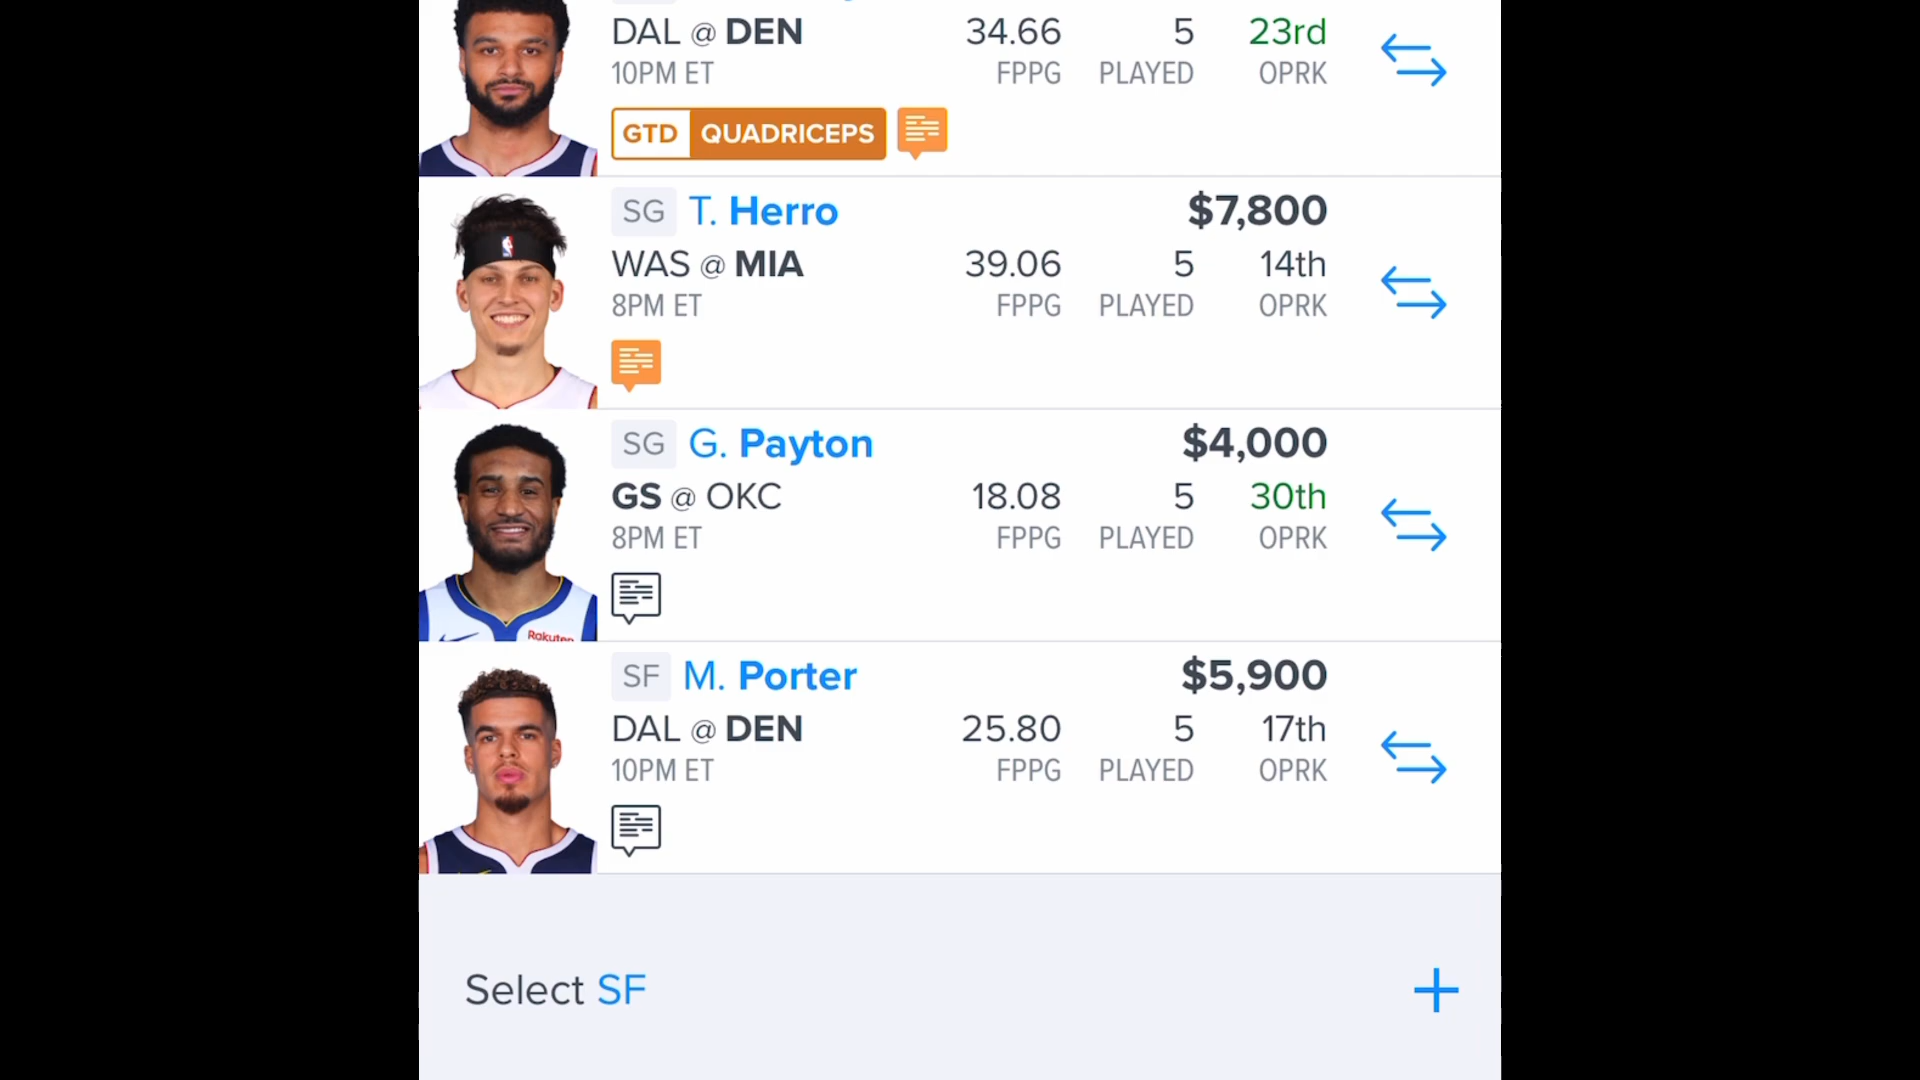 DAL @ DEN 34.66 5 23rd
10PM ET FPPG PLAYED OPRK
GTD QUADRICEPS
SG T. Herro $7,800
WAS @ MIA 39.06 5 14th
8PM ET FPPG PLAYED OPRK
SG G. Payton $4,000
GS @ OKC 18.08 5 30th
8PM ET FPPG PLAYED OPRK
Rakuten
SF M. Porter $5,900
DAL @ DEN 25.80 5 17th
10PM ET FPPG PLAYED OPRK
Select SF